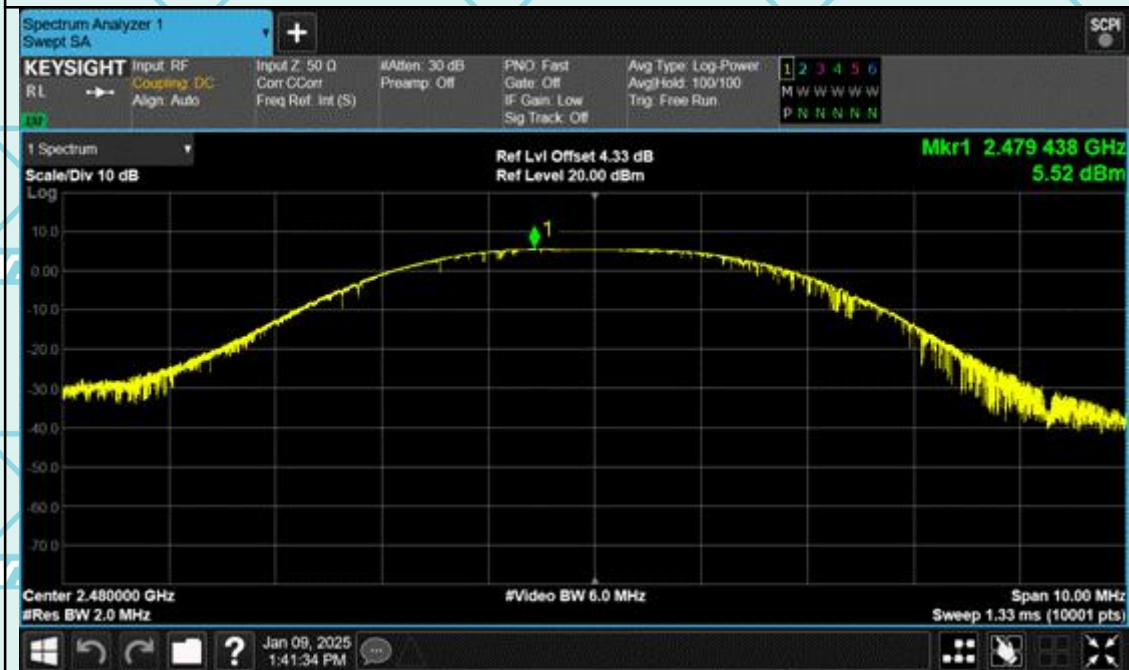 Spectrum Analyzer 1
Swept SA
+
SCPI
KEYSIGHT
RL
Input: RF
Coupling: DC
Align: Auto
Input Z: 50 Ω
Corr CCorr
Freq Ref: Int (S)
#Atten: 30 dB
Preamp: Off
PNO: Fast
Gate: Off
IF Gain: Low
Sig Track: Off
Avg Type: Log-Power
Avg|Hold: 100/100
Trig: Free Run
1 2 3 4 5 6
M W W W W W
P N N N N N
1 Spectrum
Scale/Div 10 dB
Ref Lvl Offset 4.33 dB
Ref Level 20.00 dBm
Mkr1 2.479 438 GHz
5.52 dBm
Log
10.0
0.00
-10.0
-20.0
-30.0
-40.0
-50.0
-60.0
-70.0
1
Center 2.480000 GHz
#Res BW 2.0 MHz
#Video BW 6.0 MHz
Span 10.00 MHz
Sweep 1.33 ms (10001 pts)
?
Jan 09, 2025
1:41:34 PM